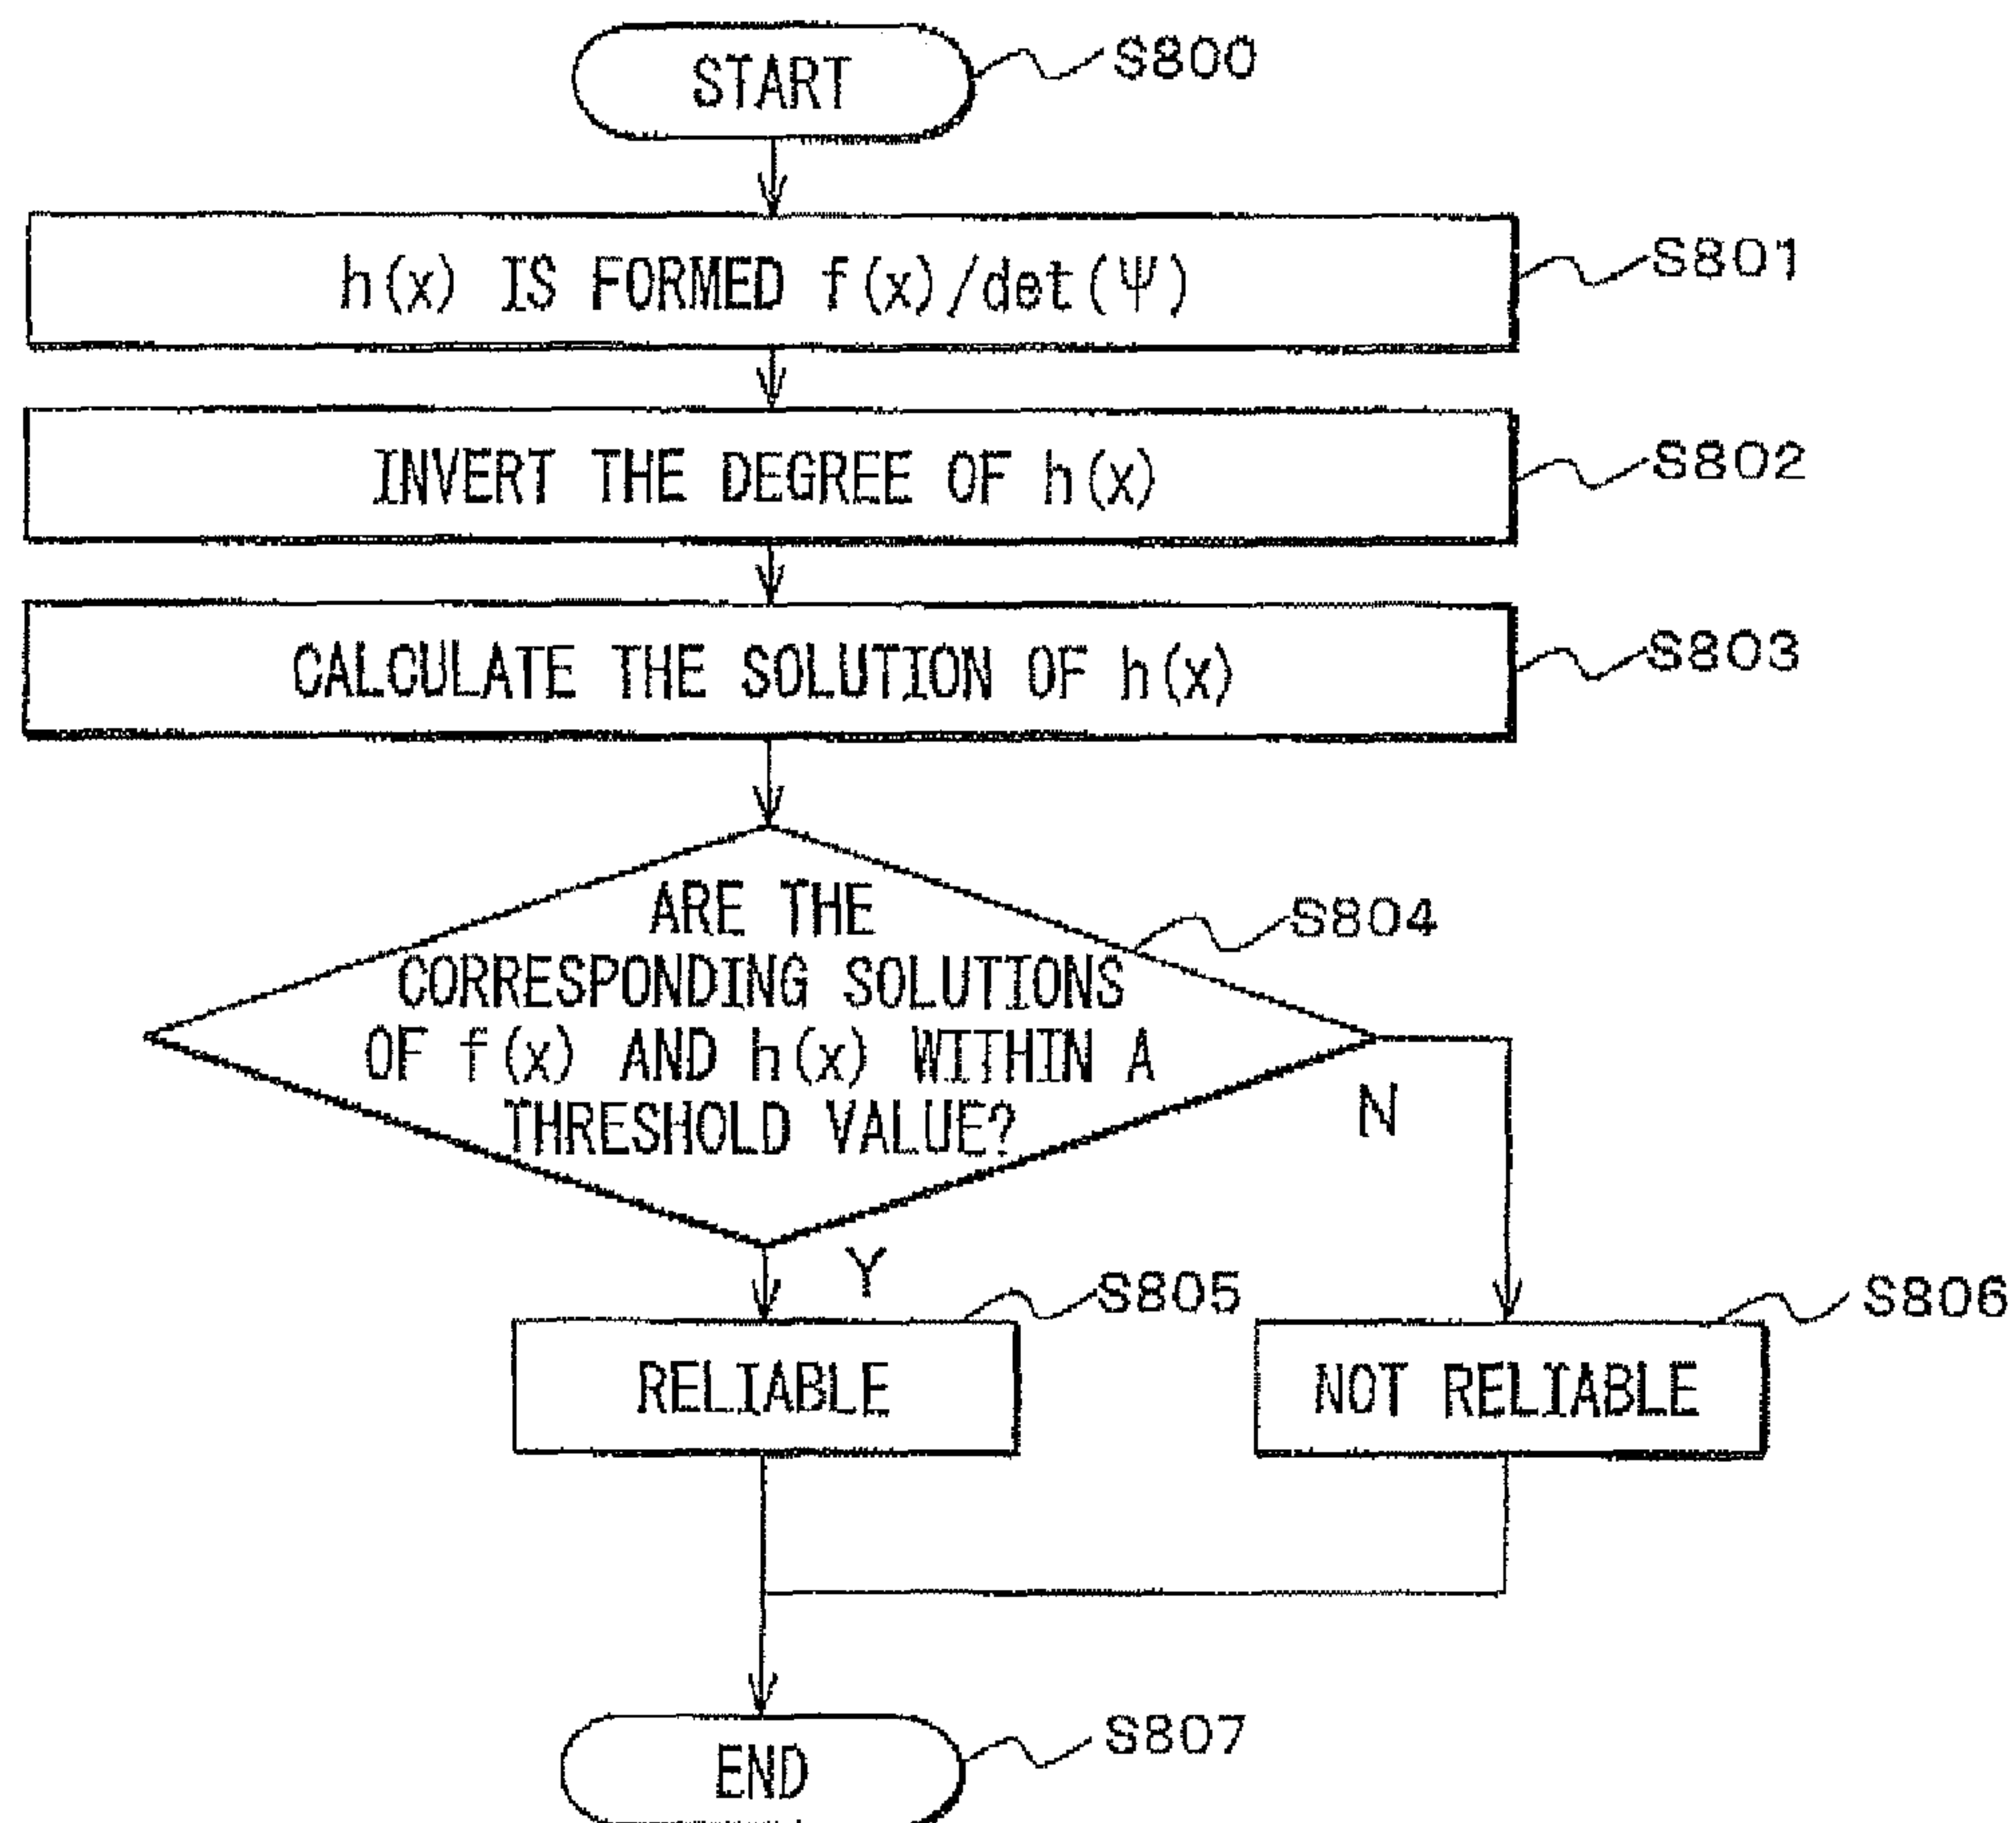 START
S800
h(x) IS FORMED f(x)/det(Ψ)
S801
INVERT THE DEGREE OF h(x)
S802
CALCULATE THE SOLUTION OF h(x)
S803
ARE THE
CORRESPONDING SOLUTIONS
OF f(x) AND h(x) WITHIN A
THRESHOLD VALUE?
S804
N
Y
S805
RELIABLE
S806
NOT RELIABLE
END
S807